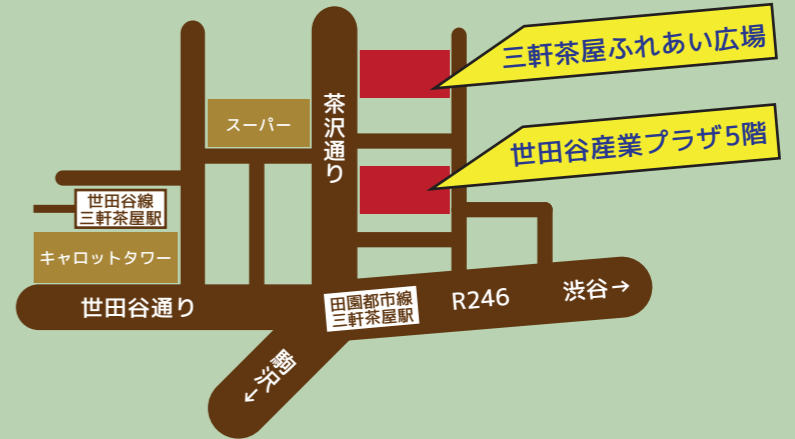 三軒茶屋ふれあい広場
茶沢通り
スーパー
世田谷産業プラザ5階
世田谷線
三軒茶屋駅
キャロットタワー
世田谷通り
田園都市線
三軒茶屋駅
R246
渋谷→
駒沢→